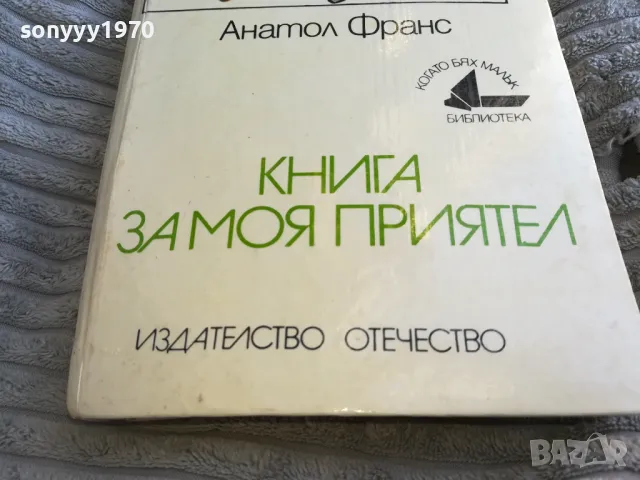 sonyyy1970
Анатол Франс
КОГАТО БЯХ МАЛЪК
БИБЛИОТЕКА
КНИГА
ЗА МОЯ ПРИЯТЕЛ
ИЗДАТЕЛСТВО ОТЕЧЕСТВО
BAZAR